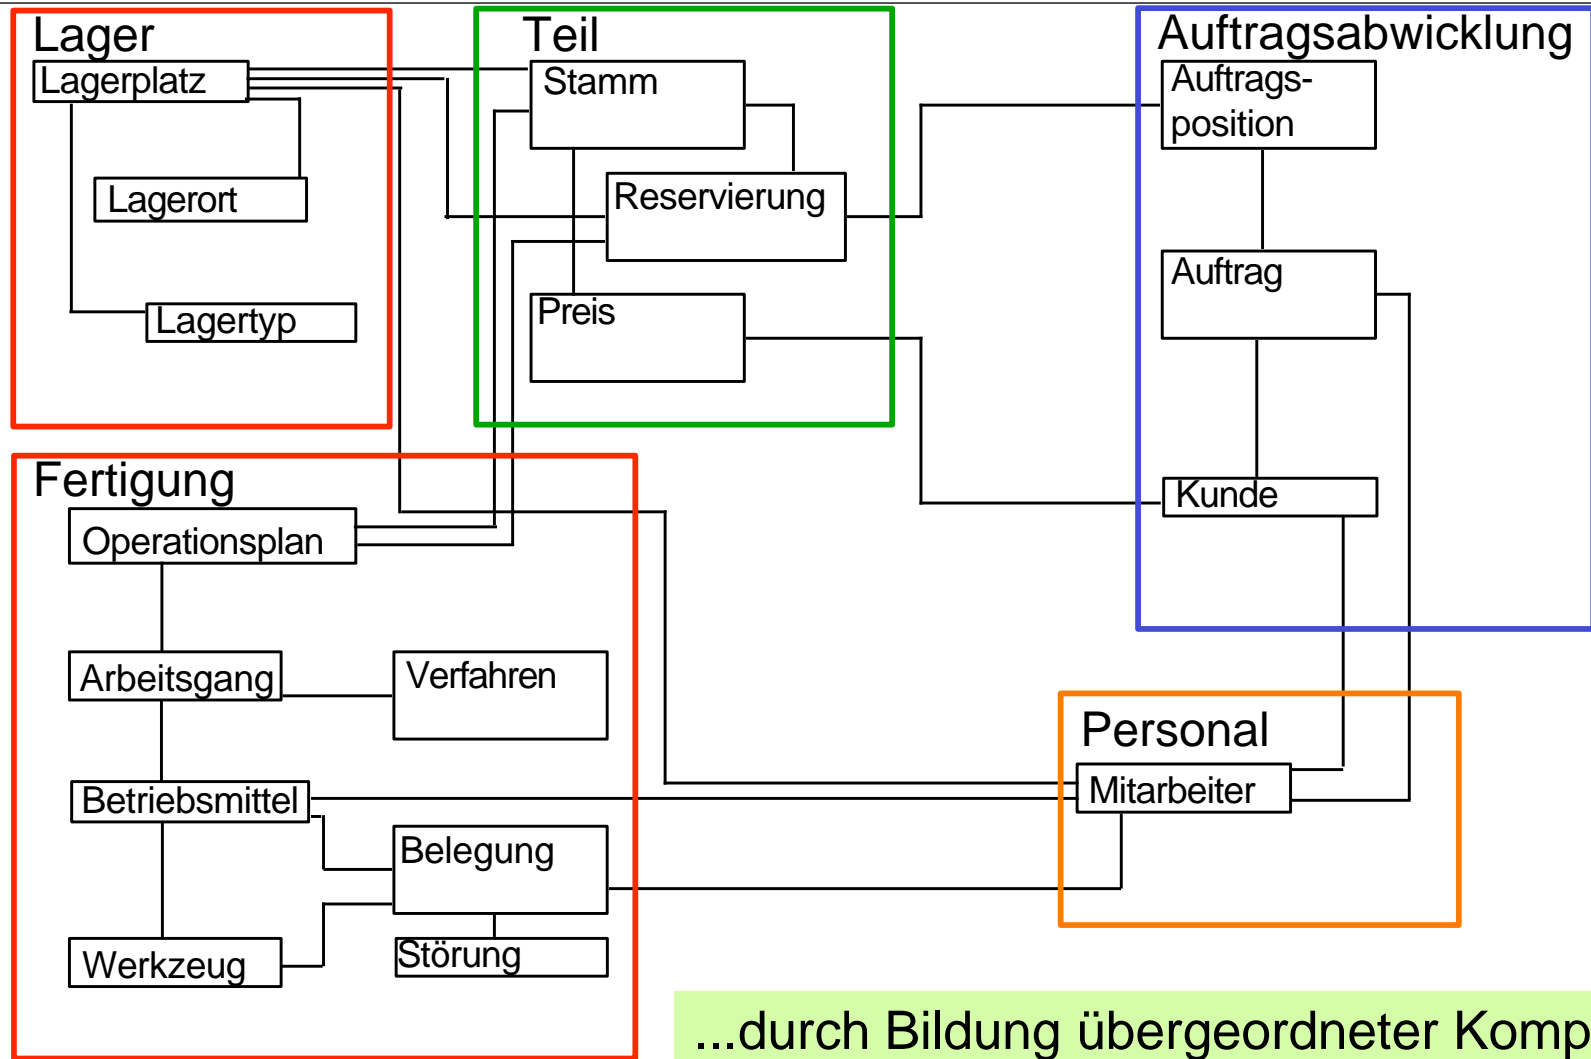 Lager
Lagerplatz
Lagerort
Lagertyp
Teil
Stamm
Reservierung
Preis
Auftragsabwicklung
Auftrags-
position
Auftrag
Kunde
Fertigung
Operationsplan
Arbeitsgang
Verfahren
Betriebsmittel
Belegung
Werkzeug
Störung
Personal
Mitarbeiter
...durch Bildung übergeordneter Komp